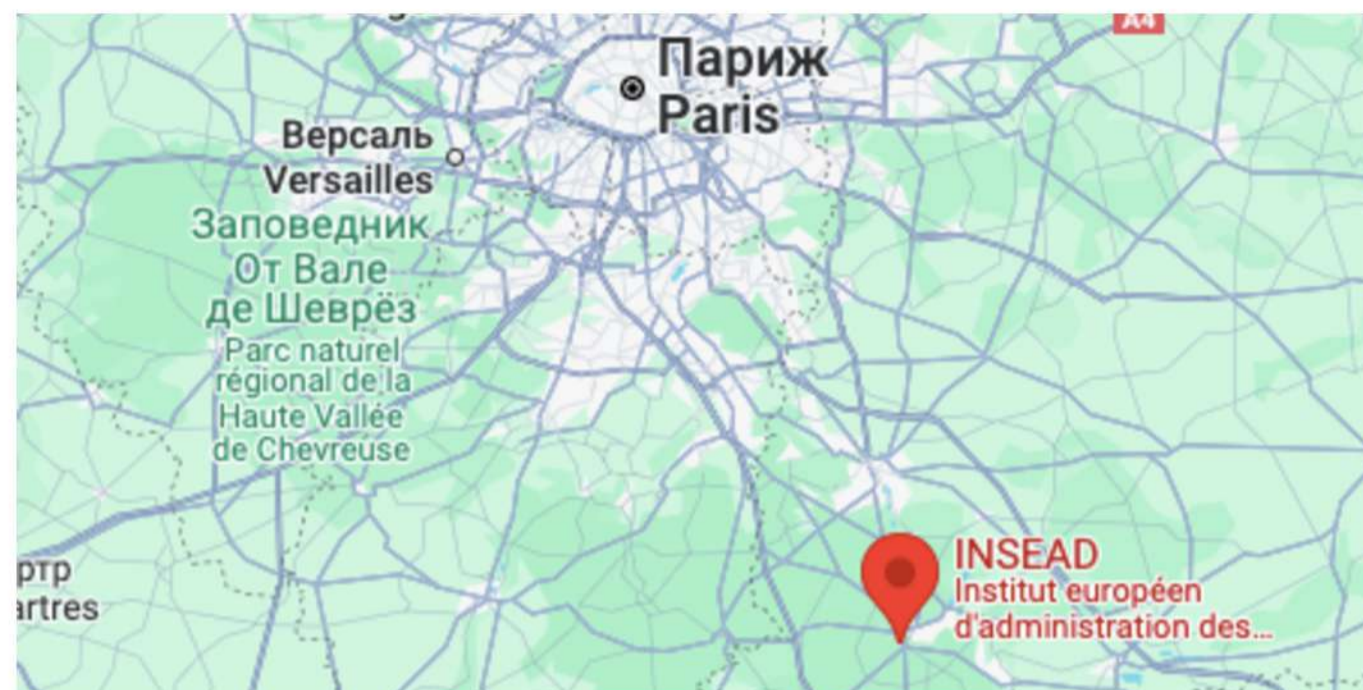 A4
Париж
Paris
Версаль
Versailles
Заповедник
От Вале
де Шеврёз
Parc naturel
régional de la
Haute Vallée
de Chevreuse
ртр
artres
INSEAD
Institut européen
d'administration des...